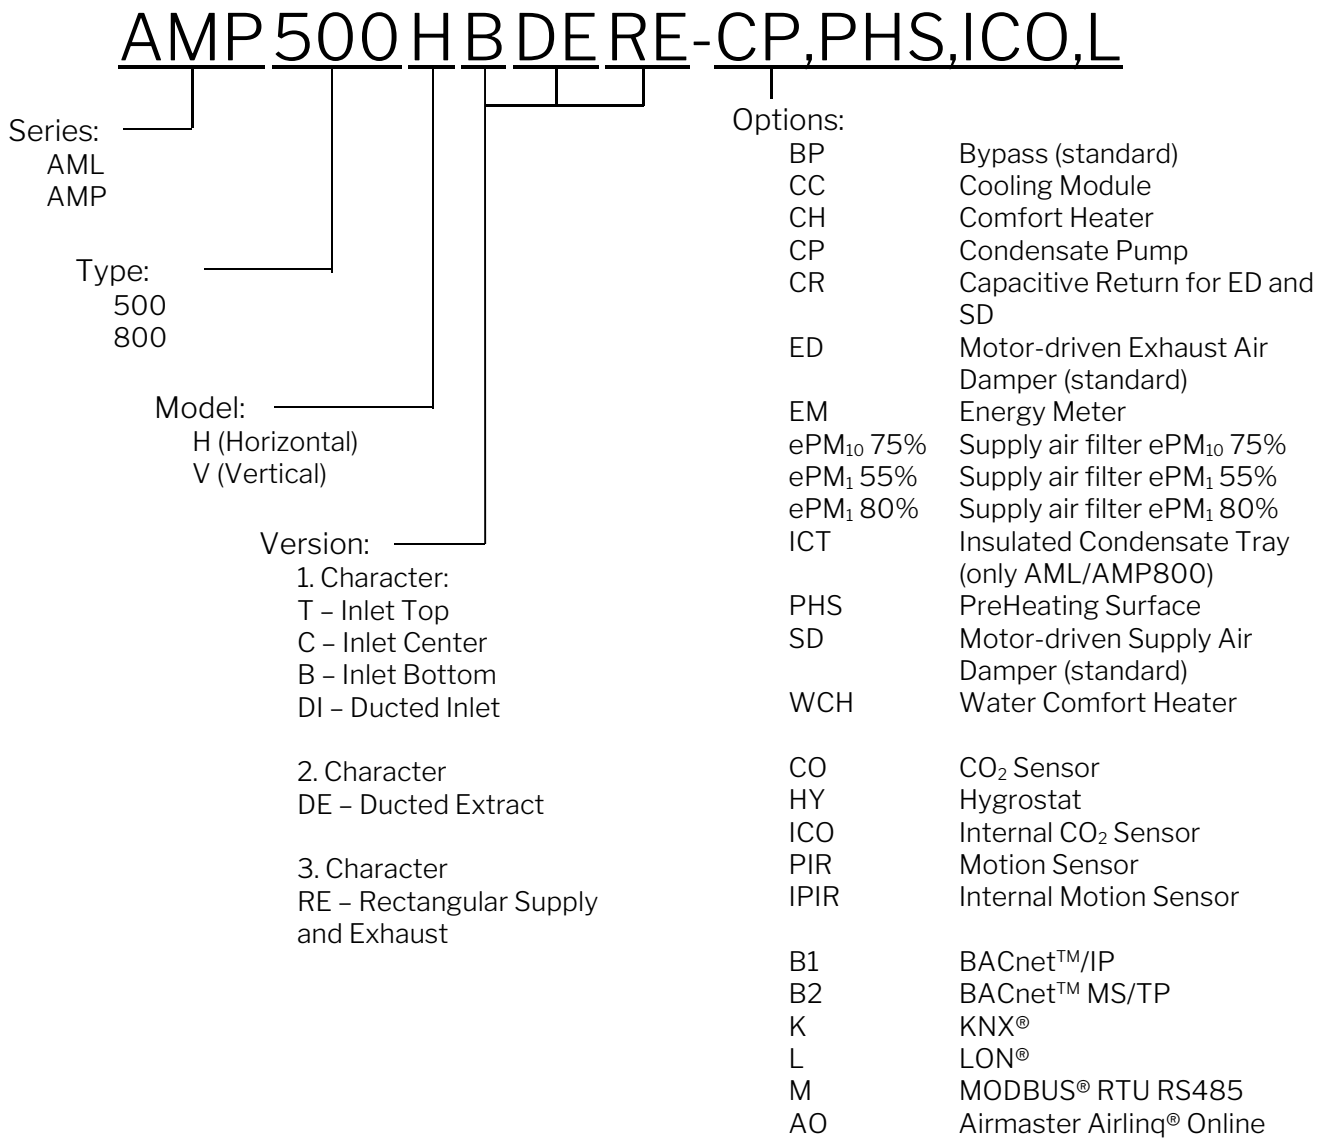 AMP500HBDERE-CP,PHS,ICO,L
Series:
AML
AMP
Type:
500
800
Model:
H (Horizontal)
V (Vertical)
Version:
1. Character:
T – Inlet Top
C – Inlet Center
B – Inlet Bottom
DI – Ducted Inlet
2. Character
DE – Ducted Extract
3. Character
RE – Rectangular Supply
and Exhaust
Options:
BP Bypass (standard)
CC Cooling Module
CH Comfort Heater
CP Condensate Pump
CR Capacitive Return for ED and
SD
ED Motor-driven Exhaust Air
Damper (standard)
EM Energy Meter
ePM₁₀ 75% Supply air filter ePM₁₀ 75%
ePM₁ 55% Supply air filter ePM₁ 55%
ePM₁ 80% Supply air filter ePM₁ 80%
ICT Insulated Condensate Tray
(only AML/AMP800)
PHS PreHeating Surface
SD Motor-driven Supply Air
Damper (standard)
WCH Water Comfort Heater
CO CO₂ Sensor
HY Hygrostat
ICO Internal CO₂ Sensor
PIR Motion Sensor
IPIR Internal Motion Sensor
B1 BACnet™/IP
B2 BACnet™ MS/TP
K KNX®
L LON®
M MODBUS® RTU RS485
AO Airmaster Airlinq® Online